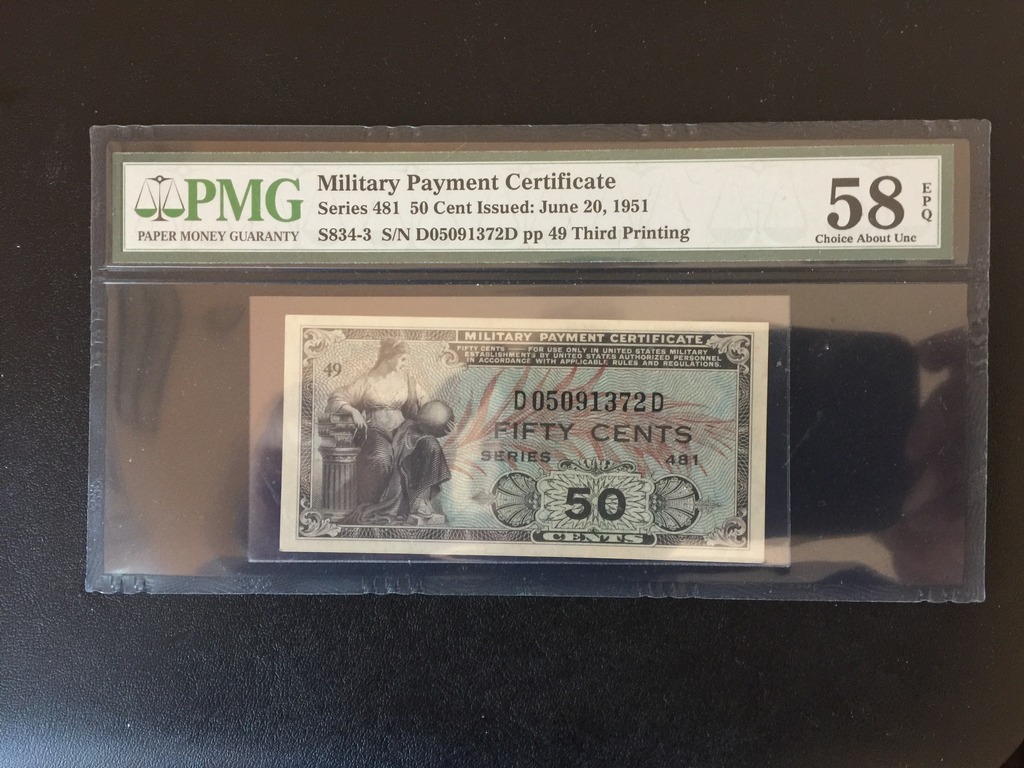 PMG
PAPER MONEY GUARANTY
Military Payment Certificate
Series 481 50 Cent Issued: June 20, 1951
S834-3 S/N D05091372D pp 49 Third Printing
58
EPQ
Choice About Unc
MILITARY PAYMENT CERTIFICATE
FIFTY CENTS — FOR USE ONLY IN UNITED STATES MILITARY
ESTABLISHMENTS BY UNITED STATES AUTHORIZED PERSONNEL
IN ACCORDANCE WITH APPLICABLE RULES AND REGULATIONS.
49
D05091372D
FIFTY CENTS
SERIES 481
50
CENTS